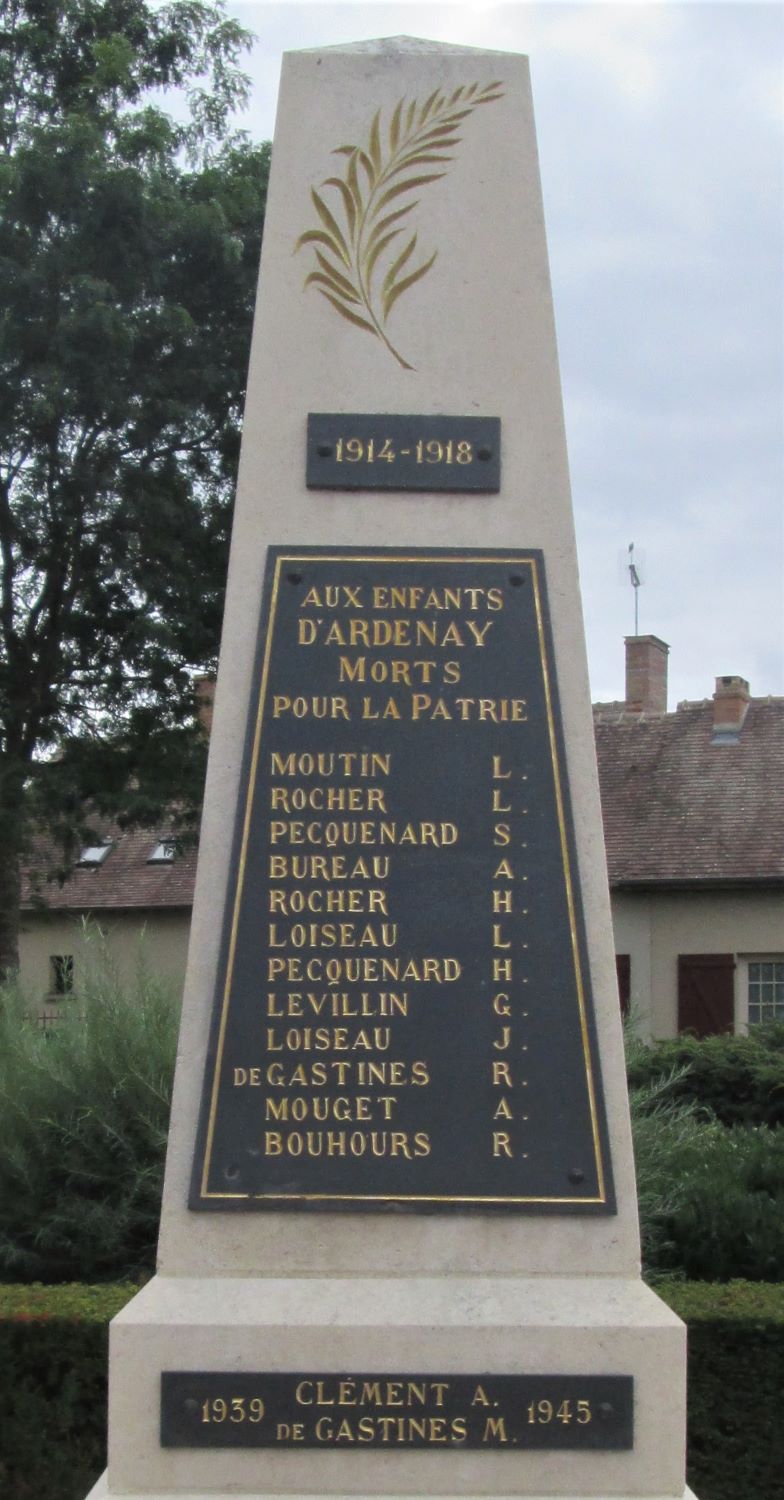 1914-1918
AUX ENFANTS
D'ARDENAY
MORTS
POUR LA PATRIE
MOUTIN L.
ROCHER L.
PECQUENARD S.
BUREAU A.
ROCHER H.
LOISEAU L.
PECQUENARD H.
LEVILLIN G.
LOISEAU J.
DE GASTINES R.
MOUGET A.
BOUHOURS R.
1939 CLÉMENT A. 1945
DE GASTINES M.